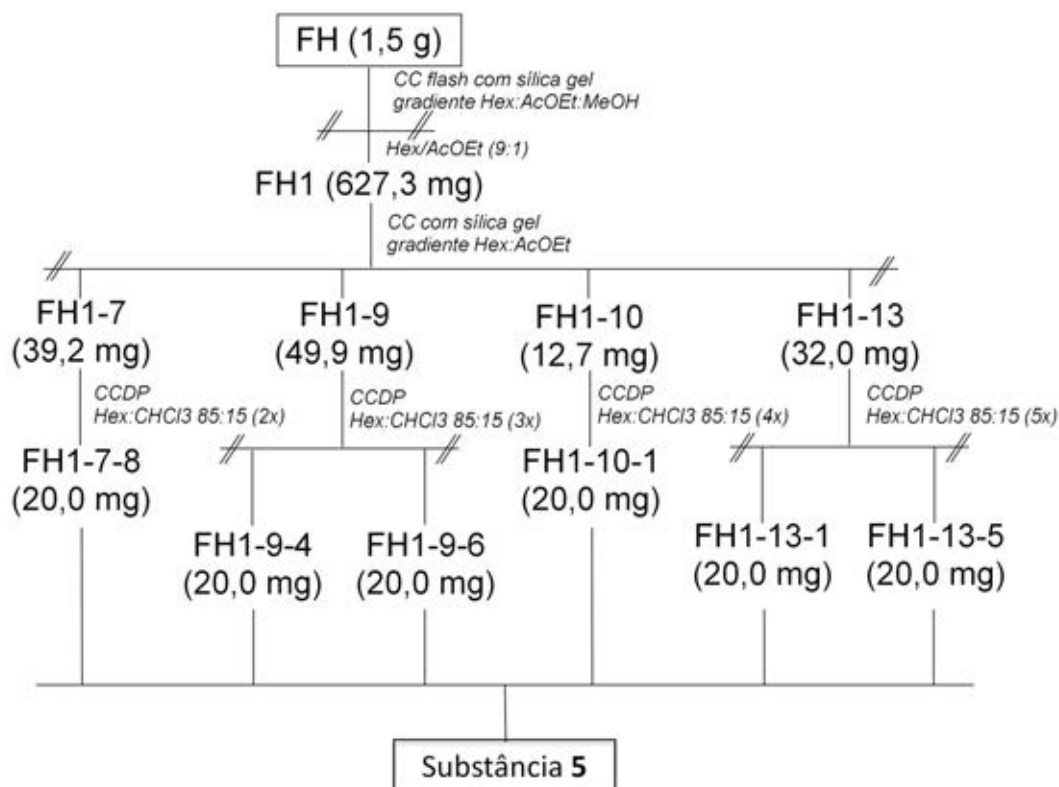 FH (1,5 g)
CC flash com sílica gel
gradiente Hex:AcOEt:MeOH
Hex/AcOEt (9:1)
FH1 (627,3 mg)
CC com sílica gel
gradiente Hex:AcOEt
FH1-7
(39,2 mg)
FH1-9
(49,9 mg)
FH1-10
(12,7 mg)
FH1-13
(32,0 mg)
CCDP
Hex:CHCl3 85:15 (2x)
CCDP
Hex:CHCl3 85:15 (3x)
CCDP
Hex:CHCl3 85:15 (4x)
CCDP
Hex:CHCl3 85:15 (5x)
FH1-7-8
(20,0 mg)
FH1-10-1
(20,0 mg)
FH1-9-4
(20,0 mg)
FH1-9-6
(20,0 mg)
FH1-13-1
(20,0 mg)
FH1-13-5
(20,0 mg)
Substância 5